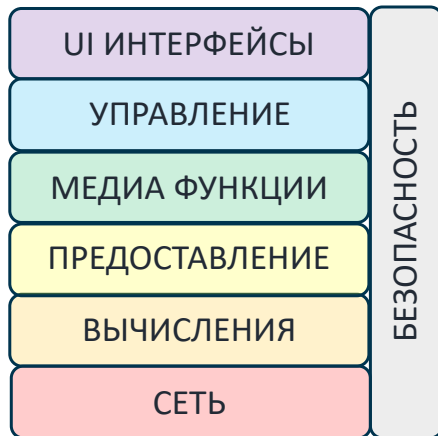 UI ИНТЕРФЕЙСЫ
УПРАВЛЕНИЕ
МЕДИА ФУНКЦИИ
ПРЕДОСТАВЛЕНИЕ
ВЫЧИСЛЕНИЯ
СЕТЬ
БЕЗОПАСНОСТЬ